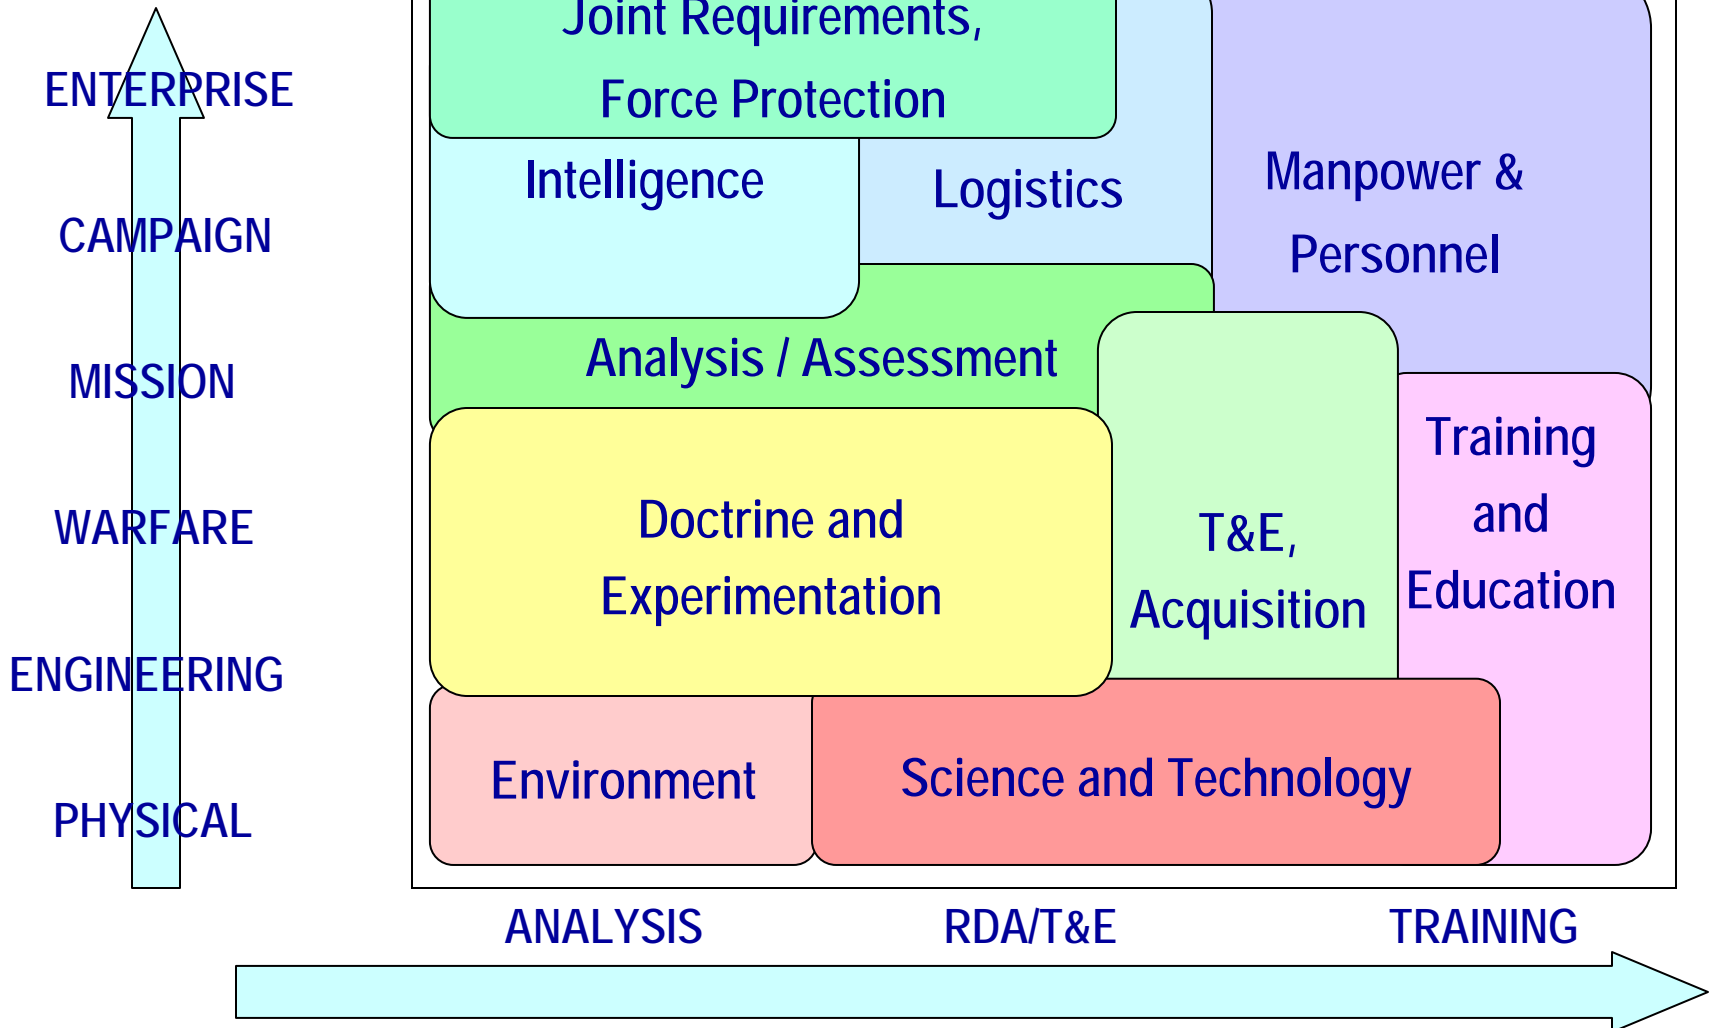 Joint Requirements,
Force Protection
ENTERPRISE
Intelligence
Logistics
Manpower &
Personnel
CAMPAIGN
Analysis / Assessment
MISSION
Training
and
Education
Doctrine and
Experimentation
T&E,
Acquisition
WARFARE
ENGINEERING
Environment
Science and Technology
PHYSICAL
ANALYSIS
RDA/T&E
TRAINING